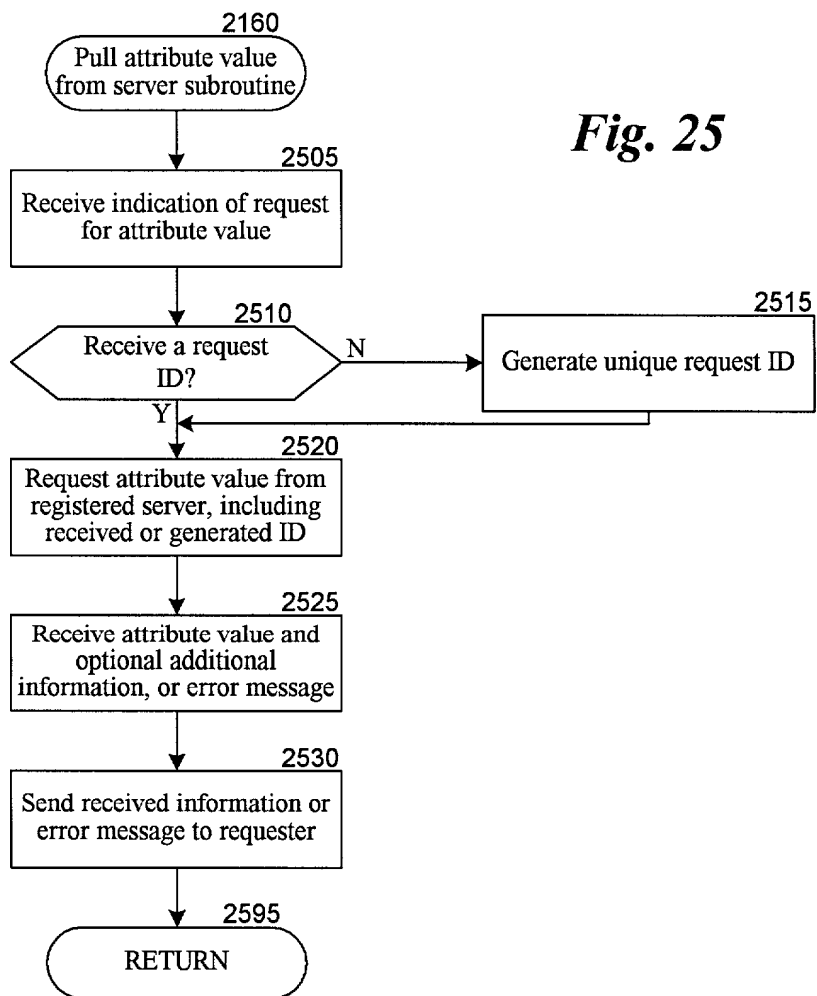 2160
Pull attribute value
from server subroutine
Fig. 25
2505
Receive indication of request
for attribute value
2510
Receive a request
ID?
N
2515
Generate unique request ID
Y
2520
Request attribute value from
registered server, including
received or generated ID
2525
Receive attribute value and
optional additional
information, or error message
2530
Send received information or
error message to requester
2595
RETURN